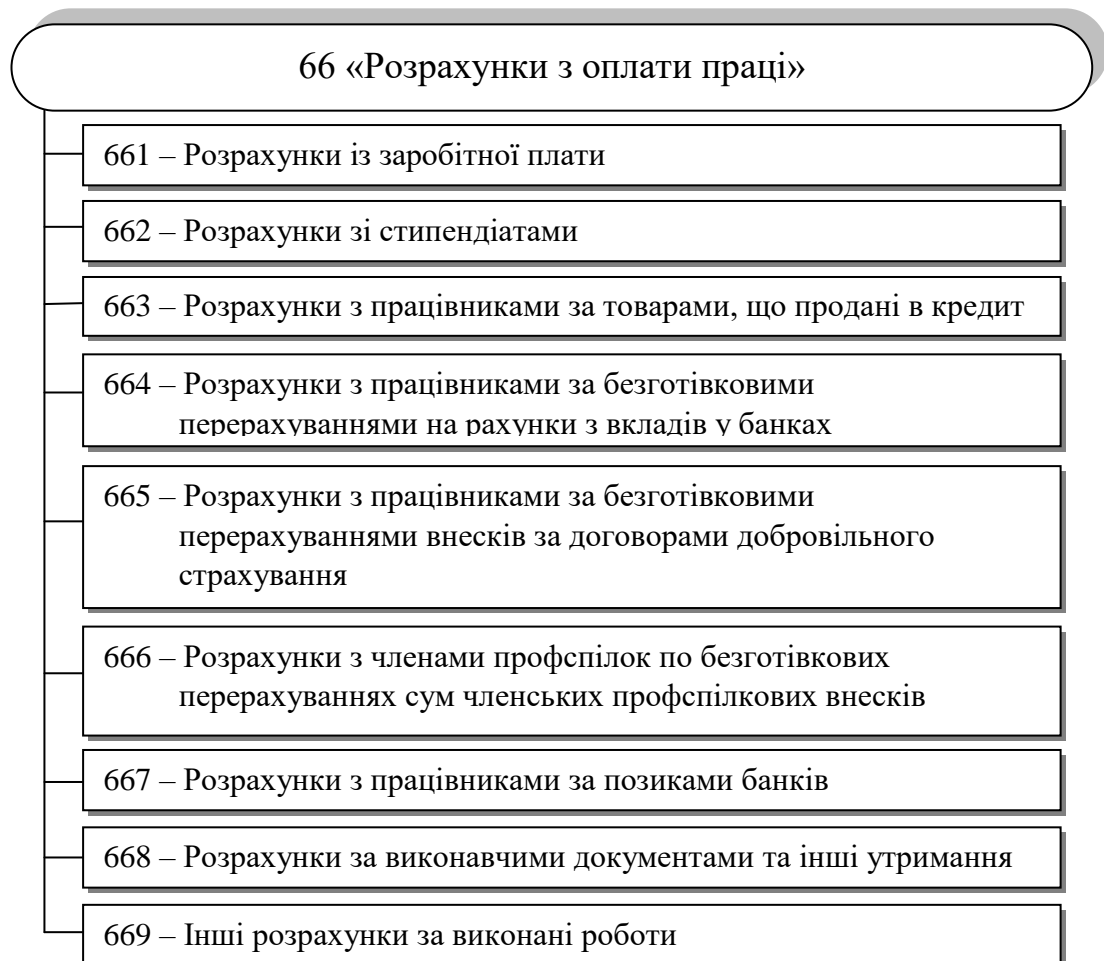 66 «Розрахунки з оплати праці»
661 – Розрахунки із заробітної плати
662 – Розрахунки зі стипендіатами
663 – Розрахунки з працівниками за товарами, що продані в кредит
664 – Розрахунки з працівниками за безготівковими
перерахуваннями на рахунки з вкладів у банках
665 – Розрахунки з працівниками за безготівковими
перерахуваннями внесків за договорами добровільного
страхування
666 – Розрахунки з членами профспілок по безготівкових
перерахуваннях сум членських профспілкових внесків
667 – Розрахунки з працівниками за позиками банків
668 – Розрахунки за виконавчими документами та інші утримання
669 – Інші розрахунки за виконані роботи